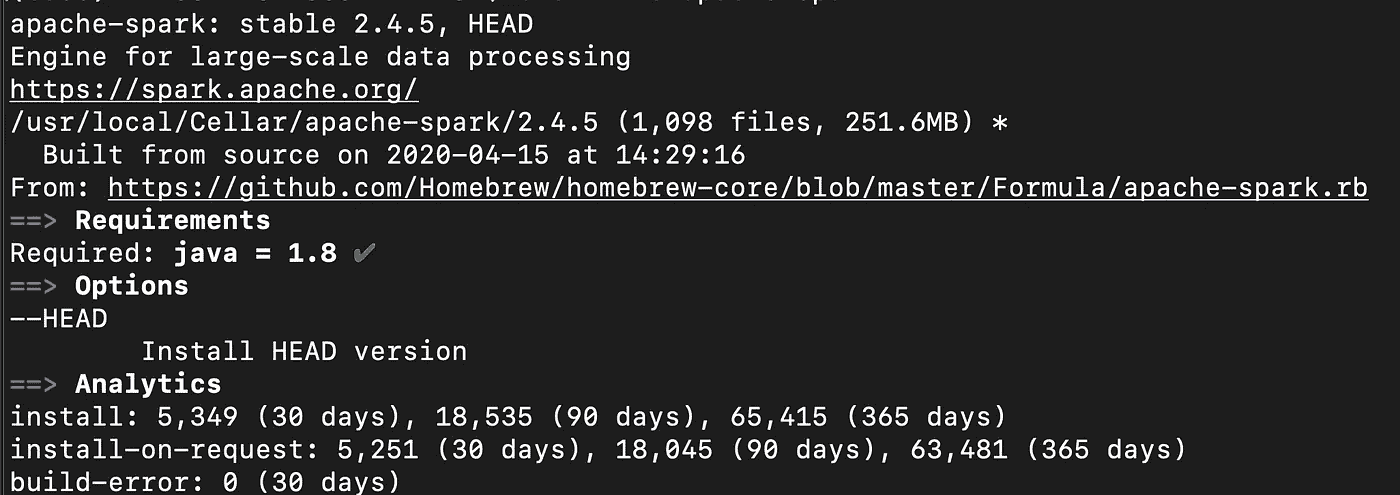 apache-spark: stable 2.4.5, HEAD
Engine for large-scale data processing
https://spark.apache.org/
/usr/local/Cellar/apache-spark/2.4.5 (1,098 files, 251.6MB) *
  Built from source on 2020-04-15 at 14:29:16
From: https://github.com/Homebrew/homebrew-core/blob/master/Formula/apache-spark.rb
==> Requirements
Required: java = 1.8 ✔
==> Options
--HEAD
        Install HEAD version
==> Analytics
install: 5,349 (30 days), 18,535 (90 days), 65,415 (365 days)
install-on-request: 5,251 (30 days), 18,045 (90 days), 63,481 (365 days)
build-error: 0 (30 days)